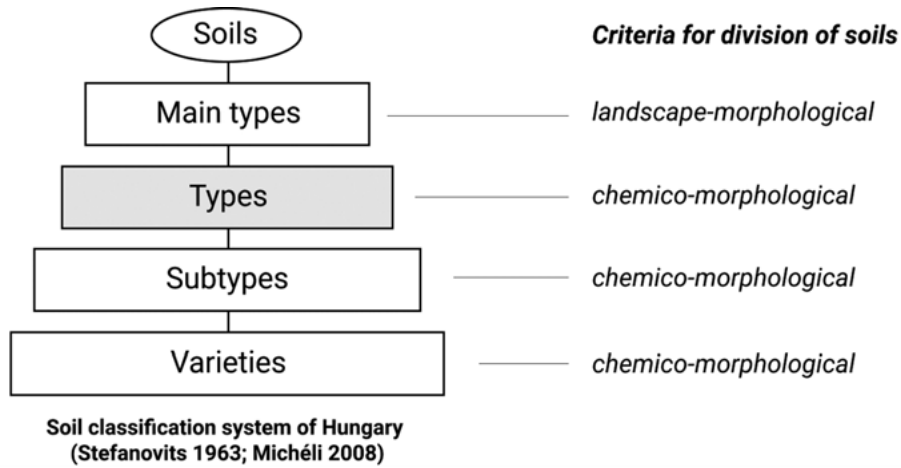 Soils
Criteria for division of soils
Main types
landscape-morphological
Types
chemico-morphological
Subtypes
chemico-morphological
Varieties
chemico-morphological
Soil classification system of Hungary
(Stefanovits 1963; Michéli 2008)